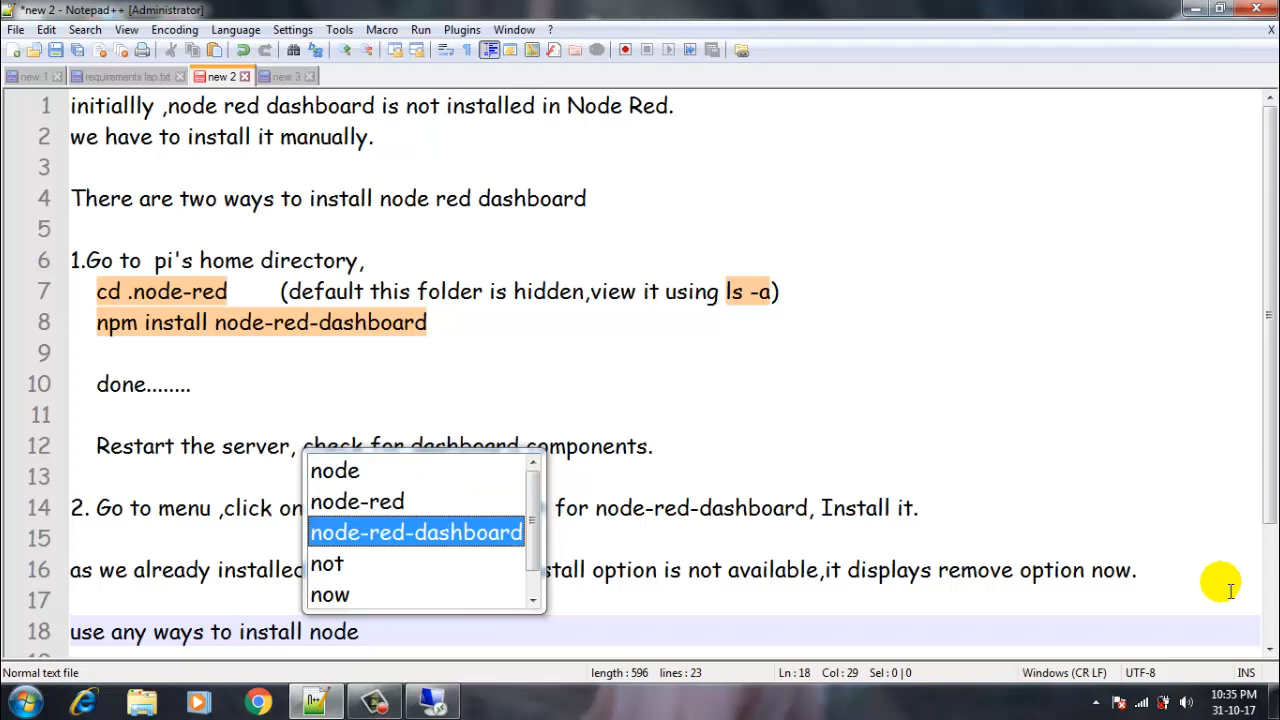 *new 2 - Notepad++ [Administrator]
File Edit Search View Encoding Language Settings Tools Macro Run Plugins Window ? X
new 1 requirements lap.txt new 2 new 3
1 initiallly ,node red dashboard is not installed in Node Red.
2 we have to install it manually.
3
4 There are two ways to install node red dashboard
5
6 1.Go to pi's home directory,
7 cd .node-red (default this folder is hidden,view it using ls -a)
8 npm install node-red-dashboard
9
10 done........
11
12 Restart the server, check for dashboard components.
13
14 2. Go to menu ,click on for node-red-dashboard, Install it.
15
16 as we already installed stall option is not available,it displays remove option now.
17
18 use any ways to install node
node
node-red
node-red-dashboard
not
now
Normal text file length : 596 lines : 23 Ln : 18 Col : 29 Sel : 0 | 0 Windows (CR LF) UTF-8 INS
10:35 PM
31-10-17